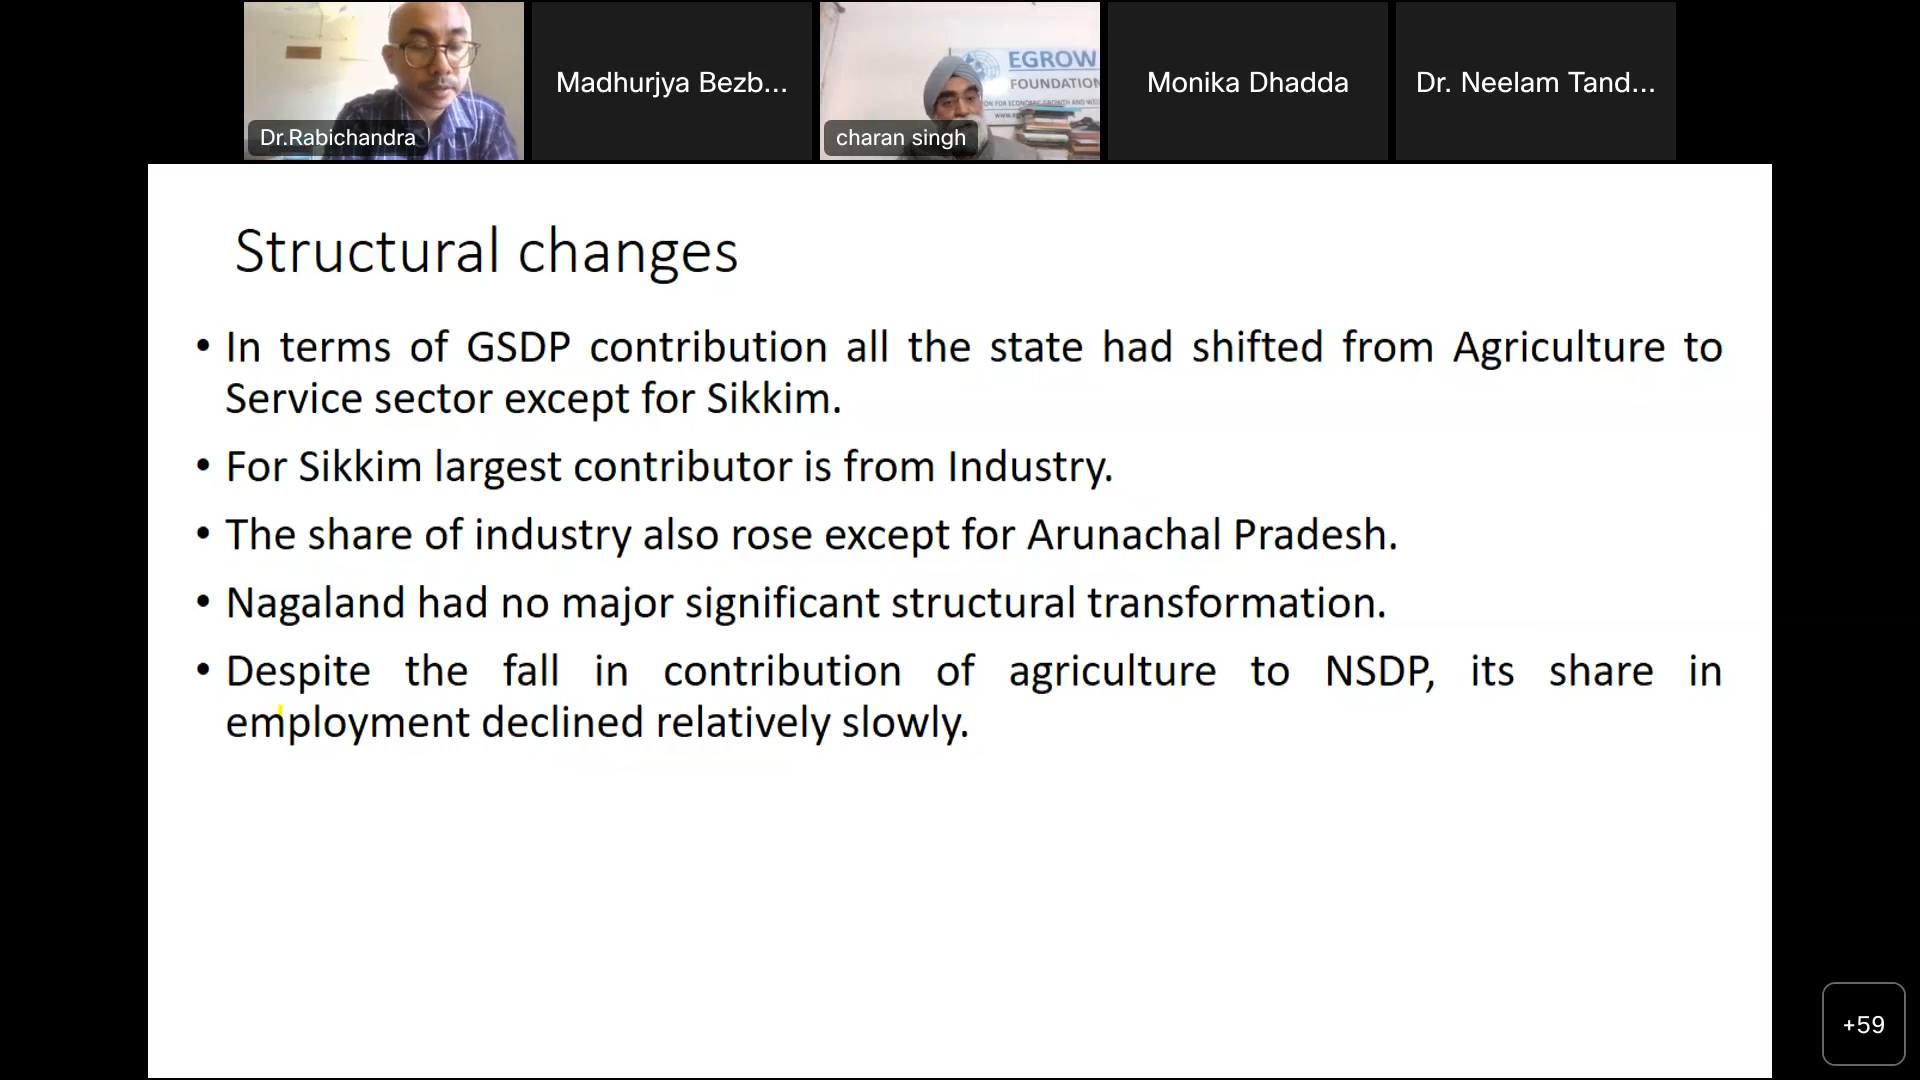 EGROW
FOUNDATION
Dr.Rabichandra
Madhurjya Bezb...
charan singh
Monika Dhadda
Dr. Neelam Tand...
Structural changes
• In terms of GSDP contribution all the state had shifted from Agriculture to
Service sector except for Sikkim.
• For Sikkim largest contributor is from Industry.
• The share of industry also rose except for Arunachal Pradesh.
• Nagaland had no major significant structural transformation.
• Despite the fall in contribution of agriculture to NSDP, its share in
employment declined relatively slowly.
+59